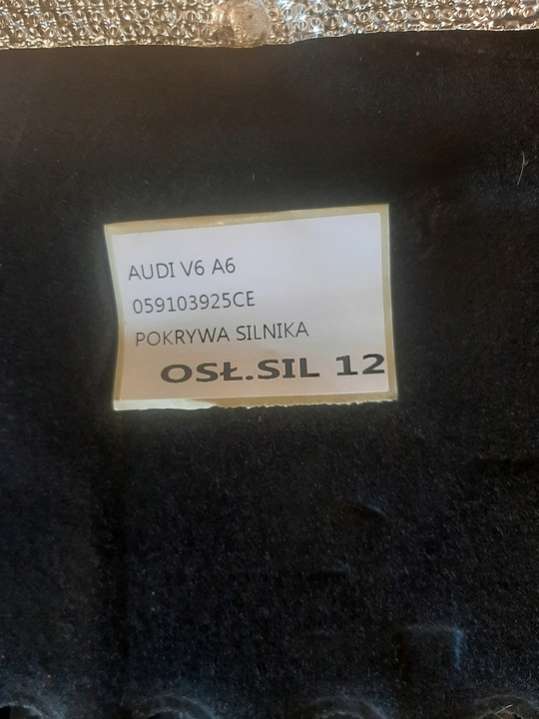 AUDI V6 A6
059103925CE
POKRYWA SILNIKA
OSŁ.SIL 12